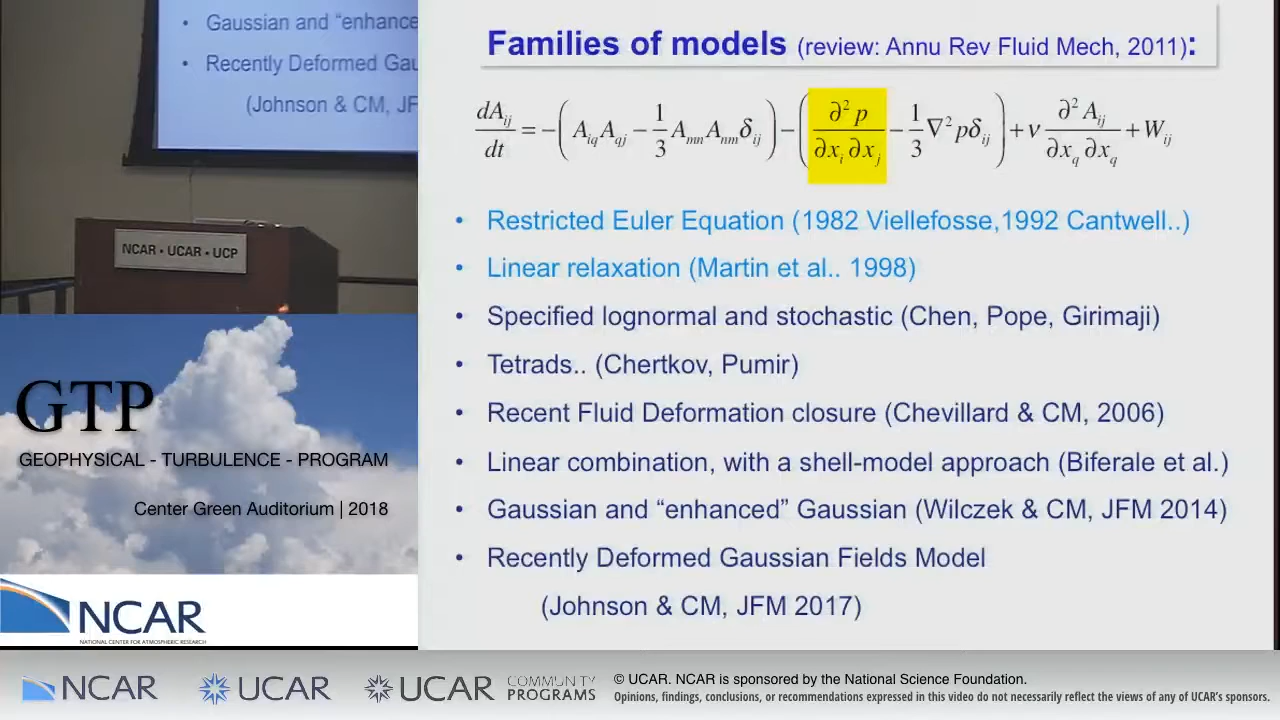 Gaussian and “enhance
Recently Deformed Gau
(Johnson & CM, JF
NCAR • UCAR • UCP
GTP
GEOPHYSICAL - TURBULENCE - PROGRAM
Center Green Auditorium | 2018
NCAR
NATIONAL CENTER FOR ATMOSPHERIC RESEARCH
Families of models (review: Annu Rev Fluid Mech, 2011):
dA_ij/dt = −(A_iq A_qj − 1/3 A_mn A_nm δ_ij) − (∂²p/∂x_i ∂x_j − 1/3 ∇²p δ_ij) + ν ∂²A_ij/∂x_q ∂x_q + W_ij
• Restricted Euler Equation (1982 Viellefosse,1992 Cantwell..)
• Linear relaxation (Martin et al.. 1998)
• Specified lognormal and stochastic (Chen, Pope, Girimaji)
• Tetrads.. (Chertkov, Pumir)
• Recent Fluid Deformation closure (Chevillard & CM, 2006)
• Linear combination, with a shell-model approach (Biferale et al.)
• Gaussian and “enhanced” Gaussian (Wilczek & CM, JFM 2014)
• Recently Deformed Gaussian Fields Model
(Johnson & CM, JFM 2017)
NCAR UCAR UCAR COMMUNITY PROGRAMS
© UCAR. NCAR is sponsored by the National Science Foundation.
Opinions, findings, conclusions, or recommendations expressed in this video do not necessarily reflect the views of any of UCAR's sponsors.